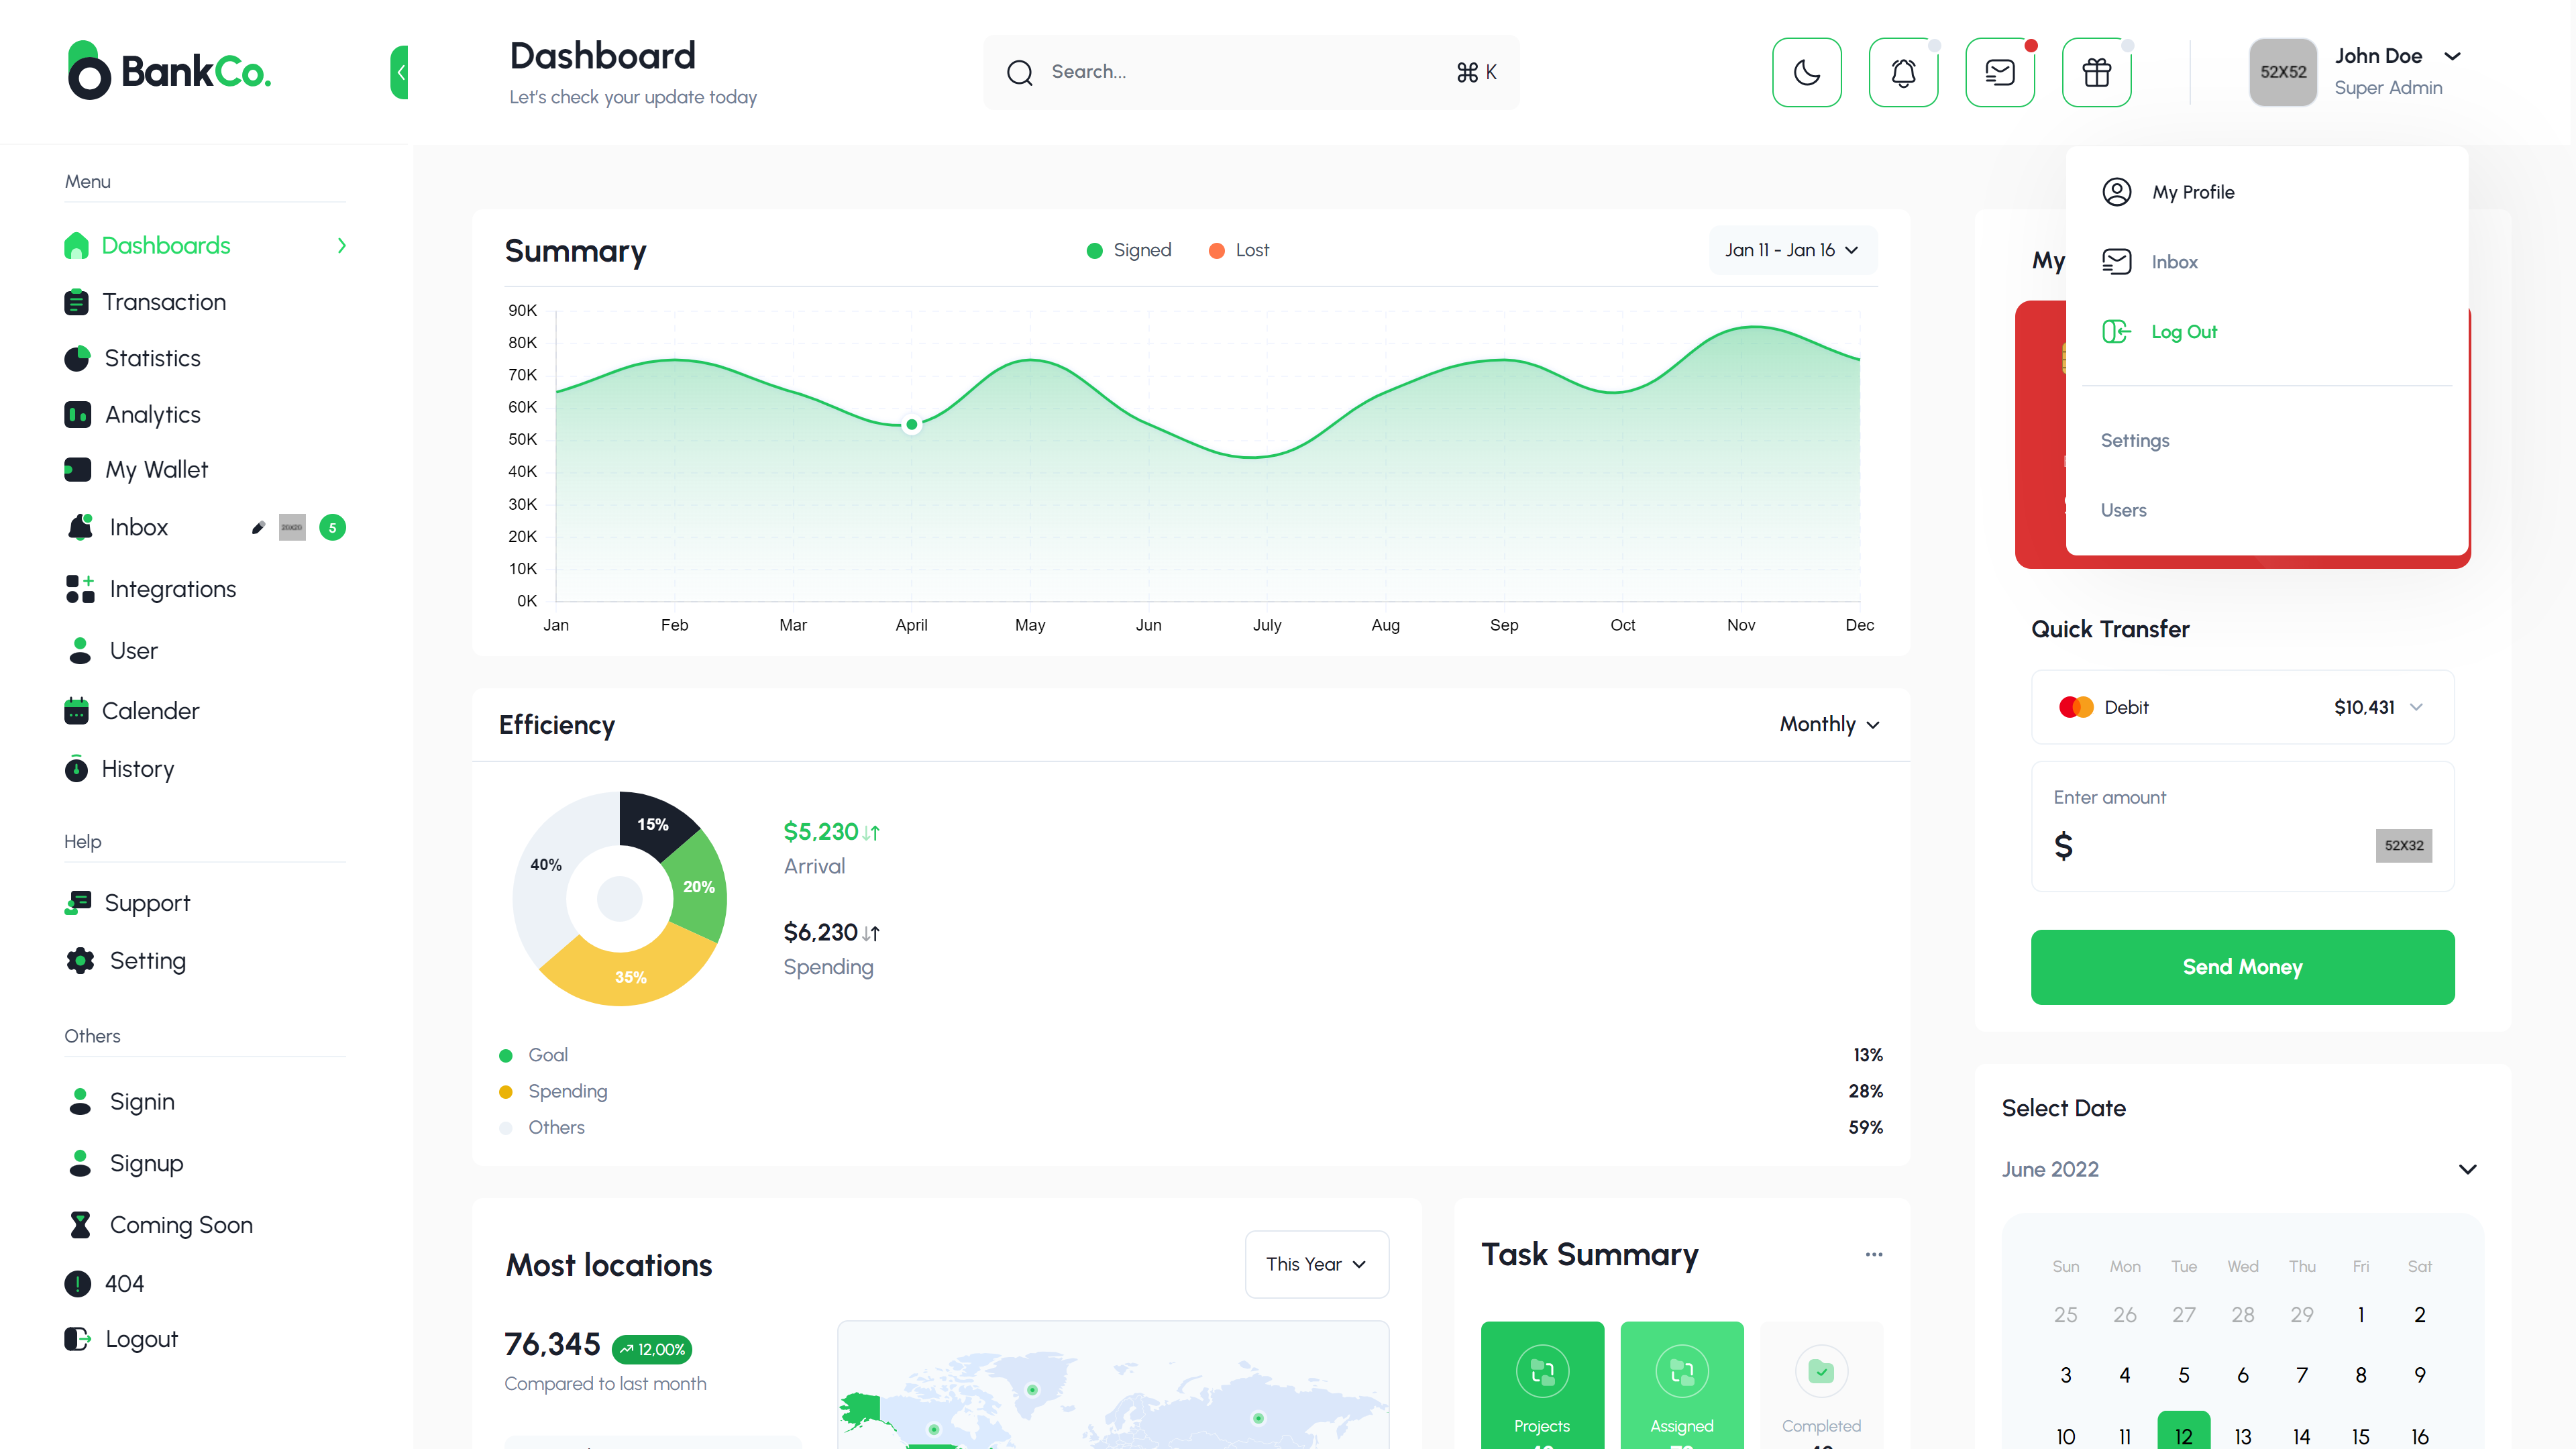 BankCo.
Dashboard
Let's check your update today
Search...
⌘ K
52X52
John Doe
Super Admin
Menu
Dashboards
Transaction
Statistics
Analytics
My Wallet
Inbox
20X20
5
Integrations
User
Calender
History
Help
Support
Setting
Others
Signin
Signup
Coming Soon
404
Logout
Summary
Signed
Lost
Jan 11 - Jan 16
90K
80K
70K
60K
50K
40K
30K
20K
10K
0K
Jan Feb Mar April May Jun July Aug Sep Oct Nov Dec
Efficiency
Monthly
15%
20%
35%
40%
$5,230
Arrival
$6,230
Spending
Goal 13%
Spending 28%
Others 59%
Most locations
This Year
76,345
12,00%
Compared to last month
Task Summary
Projects
Assigned
Completed
My
My Profile
Inbox
Log Out
Settings
Users
Quick Transfer
Debit
$10,431
Enter amount
$
52X32
Send Money
Select Date
June 2022
Sun Mon Tue Wed Thu Fri Sat
25 26 27 28 29 1 2
3 4 5 6 7 8 9
10 11 12 13 14 15 16